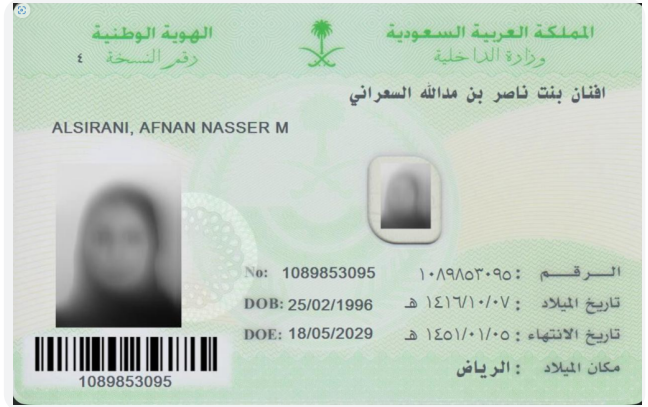 المملكة العربية السعودية
وزارة الداخلية
الهوية الوطنية
رقم النسخة ٤
افنان بنت ناصر بن مدالله السعراني
ALSIRANI, AFNAN NASSER M
No: 1089853095
الرقم : ١٠٨٩٨٥٣٠٩٥
DOB: 25/02/1996
تاريخ الميلاد : ١٤١٦/١٠/٠٧ هـ
DOE: 18/05/2029
تاريخ الانتهاء : ١٤٥١/٠١/٠٥ هـ
مكان الميلاد : الرياض
1089853095